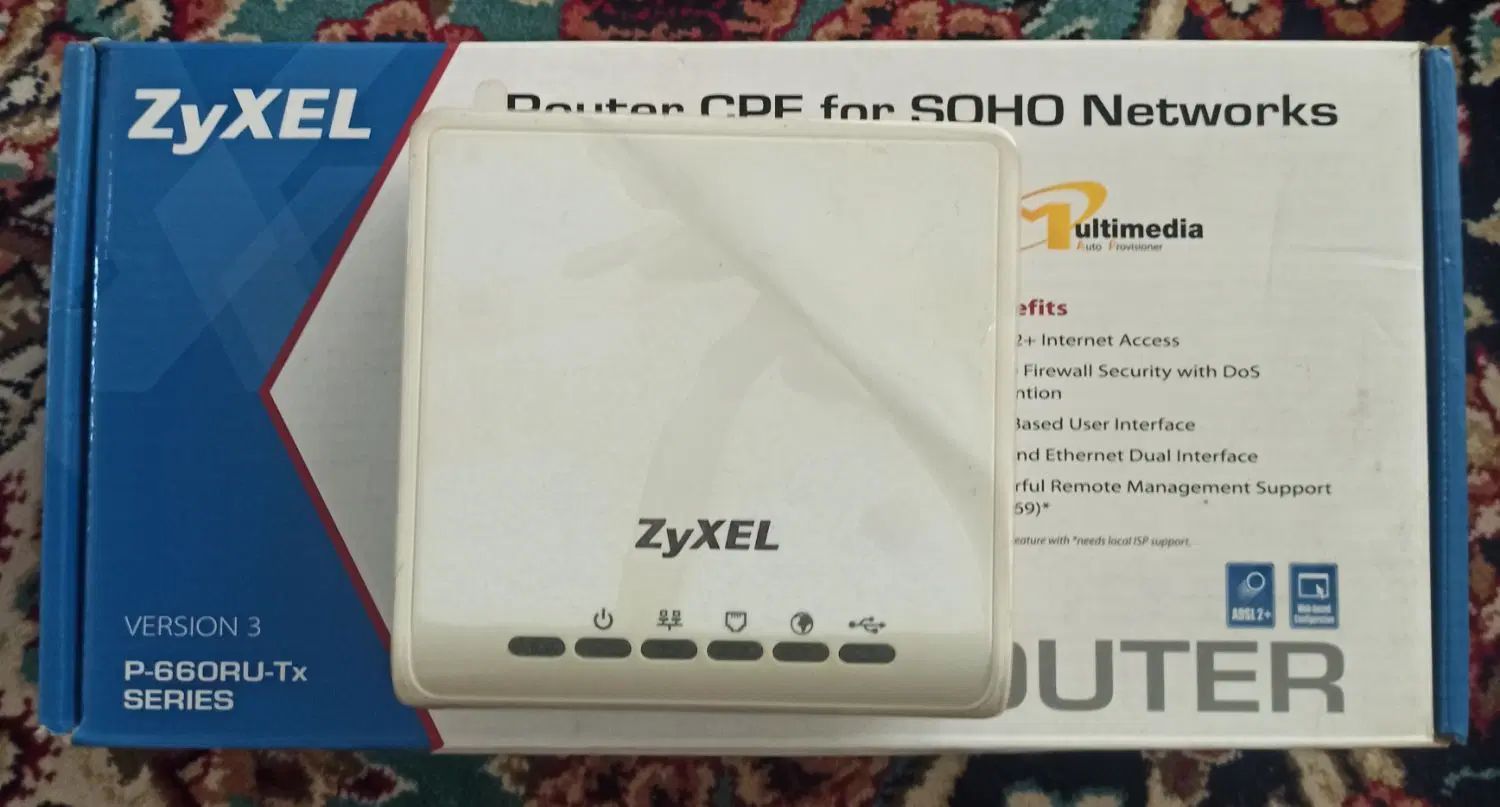 ZyXEL
Router CPE for SOHO Networks
ultimedia
Auto Provisioner
efits
2+ Internet Access
Firewall Security with DoS
ntion
Based User Interface
nd Ethernet Dual Interface
rful Remote Management Support
69)*
eature with *needs local ISP support.
ZyXEL
ADSL 2+
Web-based
Configuration
VERSION 3
P-660RU-Tx
SERIES
OUTER